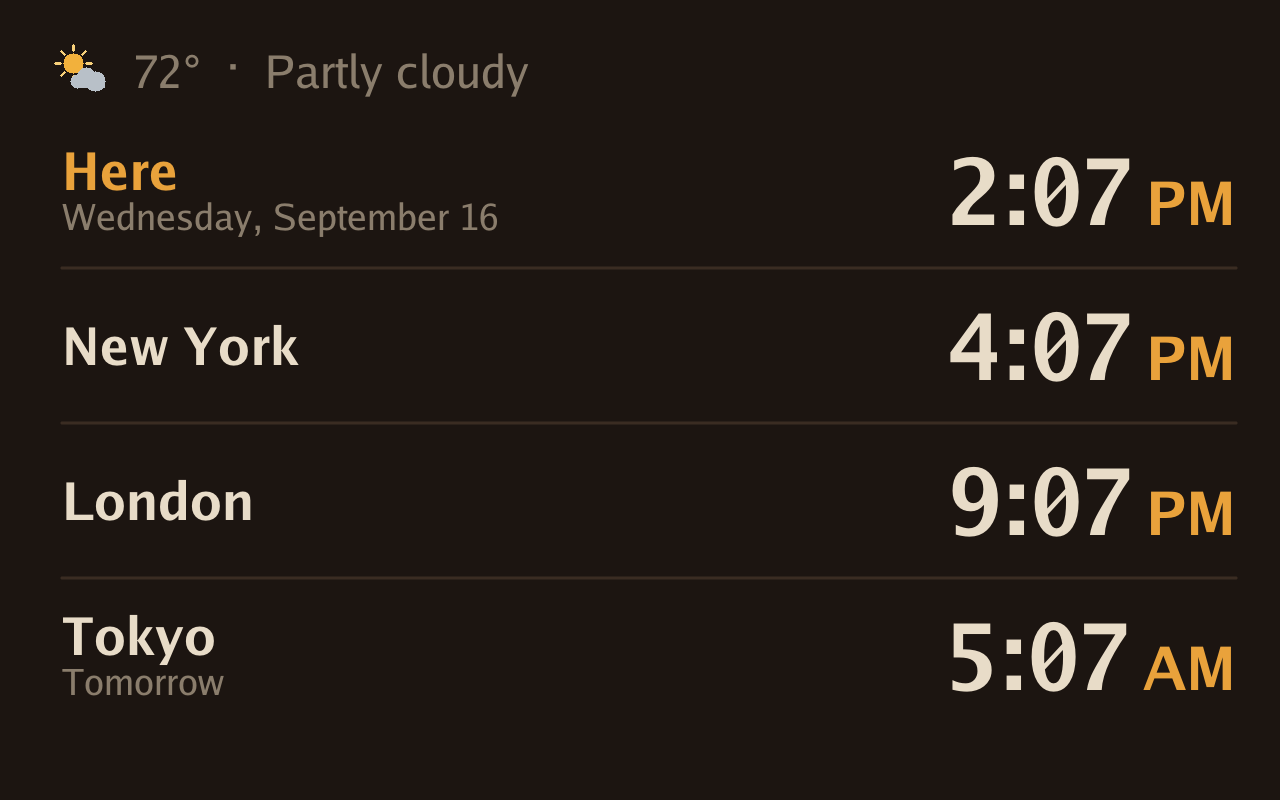 72° · Partly cloudy
Here
2:07 PM
Wednesday, September 16
New York
4:07 PM
London
9:07 PM
Tokyo
5:07 AM
Tomorrow